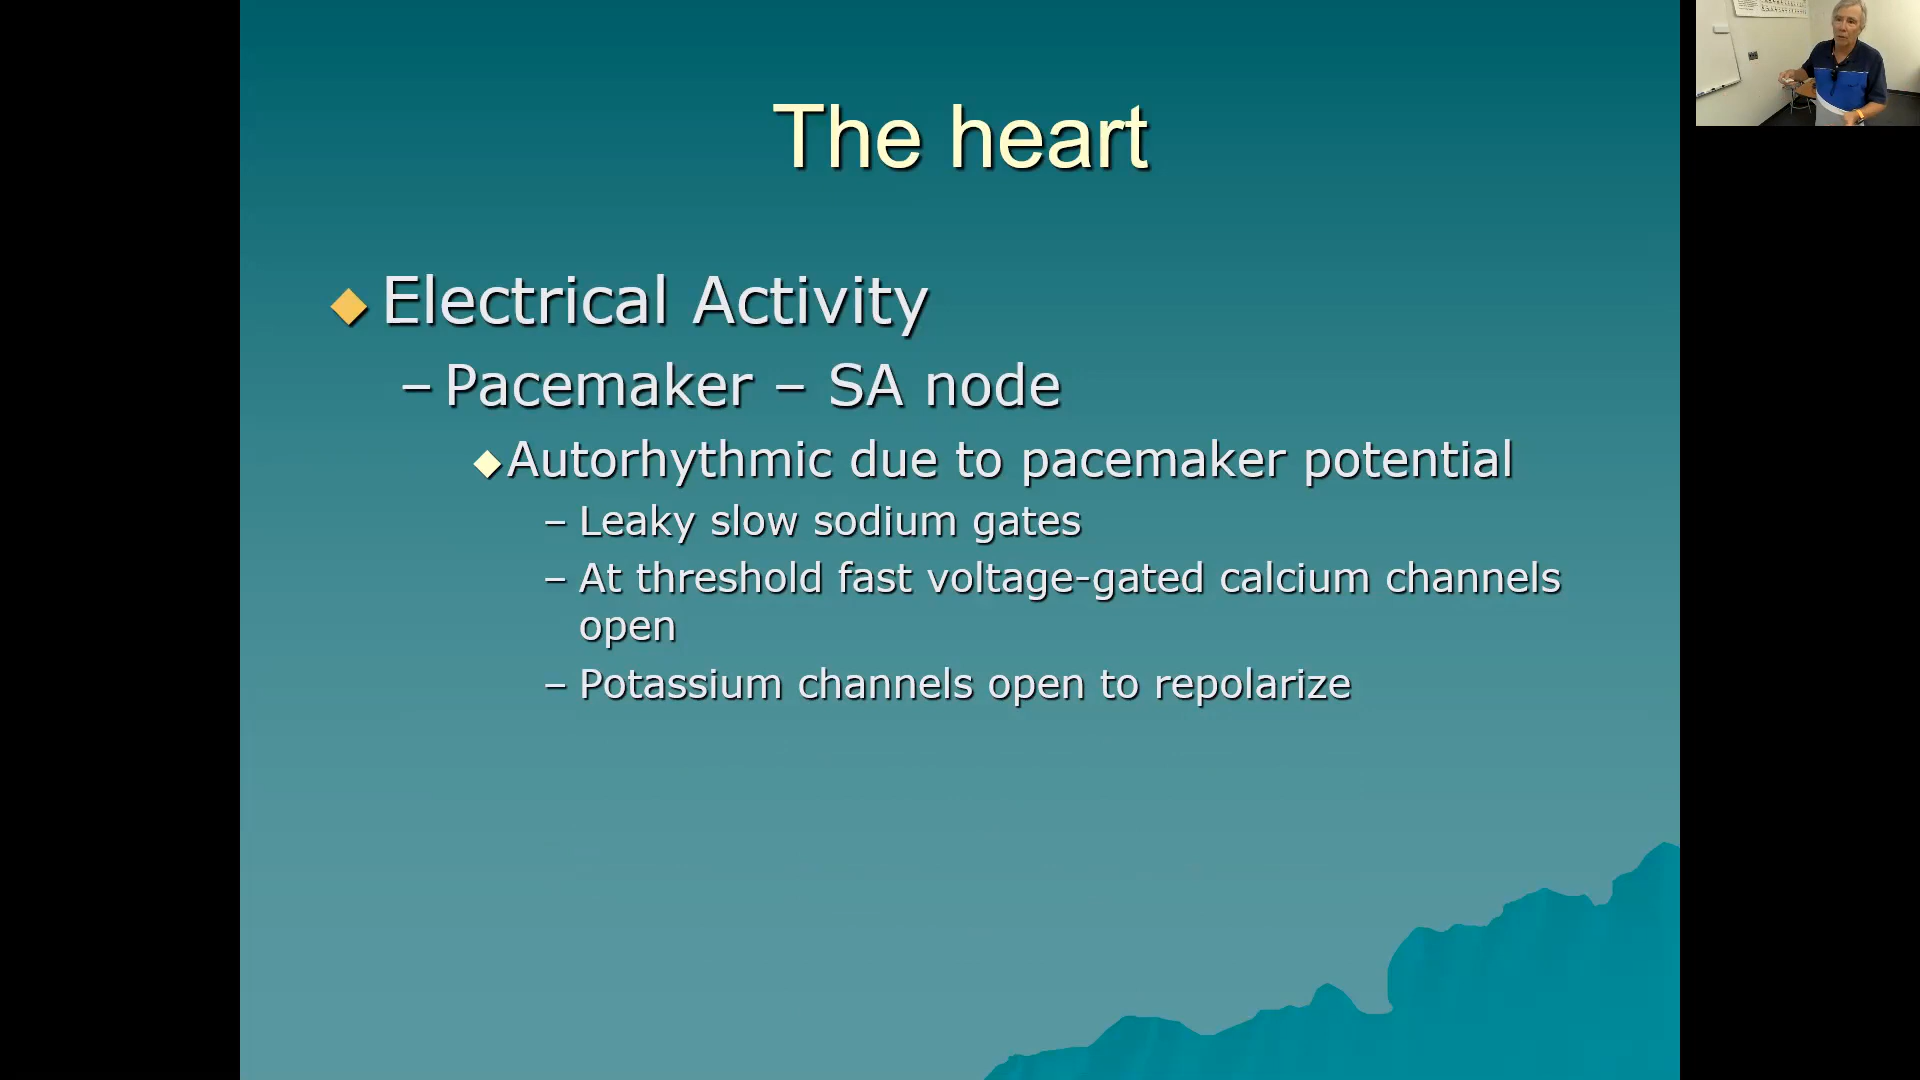 The heart
Electrical Activity
– Pacemaker – SA node
Autorhythmic due to pacemaker potential
– Leaky slow sodium gates
– At threshold fast voltage-gated calcium channels
open
– Potassium channels open to repolarize